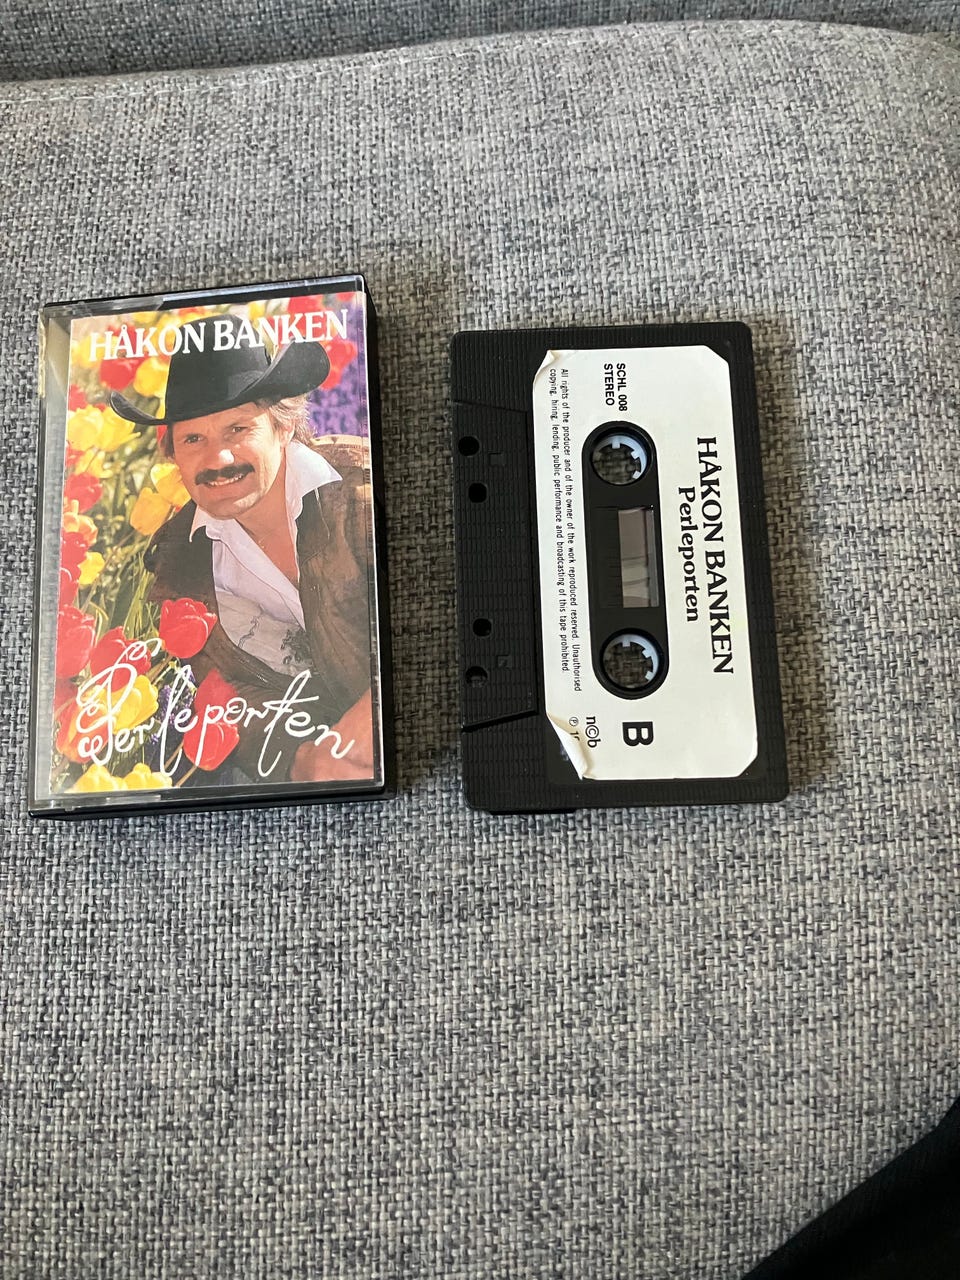 HÅKON BANKEN
Perleporten
HÅKON BANKEN
Perleporten
SCHL 008
STEREO
B
n©b
℗ 19
All rights of the producer and of the owner of the work reproduced reserved. Unauthorised
copying, hiring, lending, public performance and broadcasting of this tape prohibited.